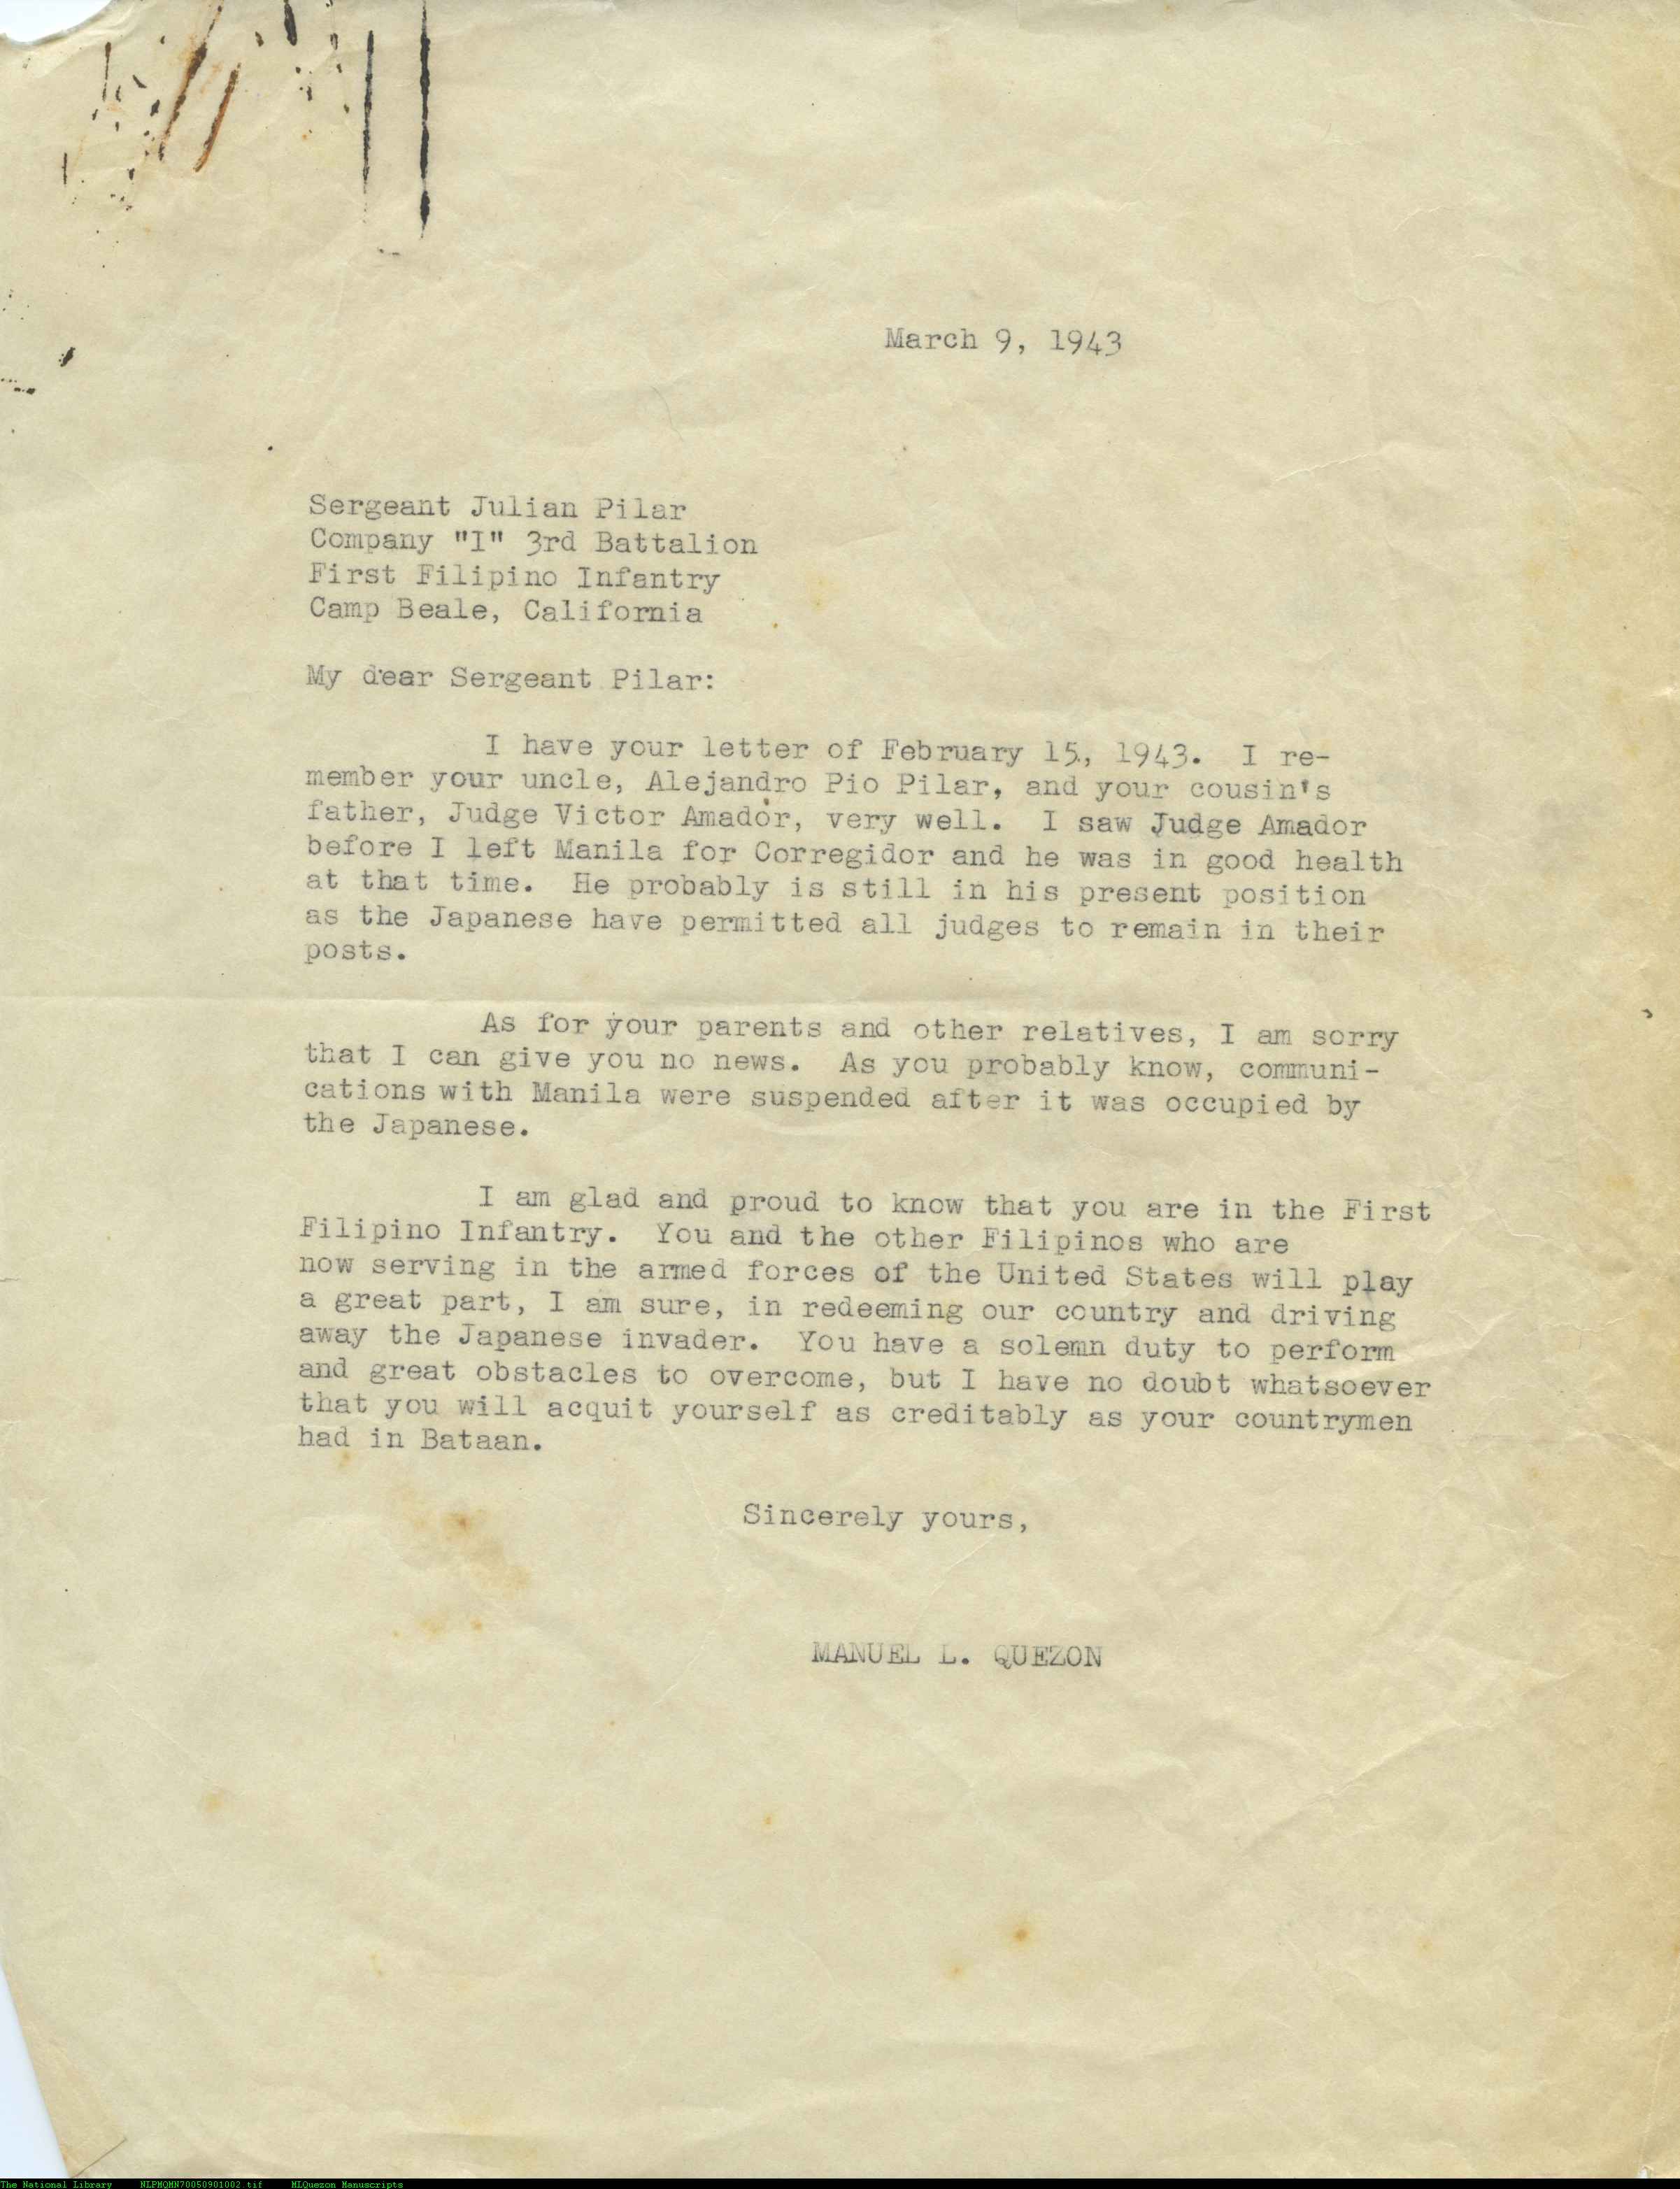 March 9, 1943
Sergeant Julian Pilar
Company "I" 3rd Battalion
First Filipino Infantry
Camp Beale, California
My dear Sergeant Pilar:
I have your letter of February 15, 1943. I re-
member your uncle, Alejandro Pio Pilar, and your cousin's
father, Judge Victor Amador, very well. I saw Judge Amador
before I left Manila for Corregidor and he was in good health
at that time. He probably is still in his present position
as the Japanese have permitted all judges to remain in their
posts.
As for your parents and other relatives, I am sorry
that I can give you no news. As you probably know, communi-
cations with Manila were suspended after it was occupied by
the Japanese.
I am glad and proud to know that you are in the First
Filipino Infantry. You and the other Filipinos who are
now serving in the armed forces of the United States will play
a great part, I am sure, in redeeming our country and driving
away the Japanese invader. You have a solemn duty to perform
and great obstacles to overcome, but I have no doubt whatsoever
that you will acquit yourself as creditably as your countrymen
had in Bataan.
Sincerely yours,
MANUEL L. QUEZON
The National Library NLPMQMN70050901002.tif MLQuezon Manuscripts